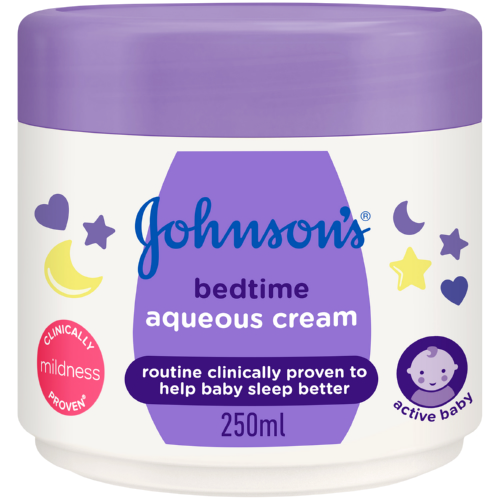 Johnson's®
bedtime
aqueous cream
routine clinically proven to
help baby sleep better
250ml
CLINICALLY
mildness
PROVEN®
active baby